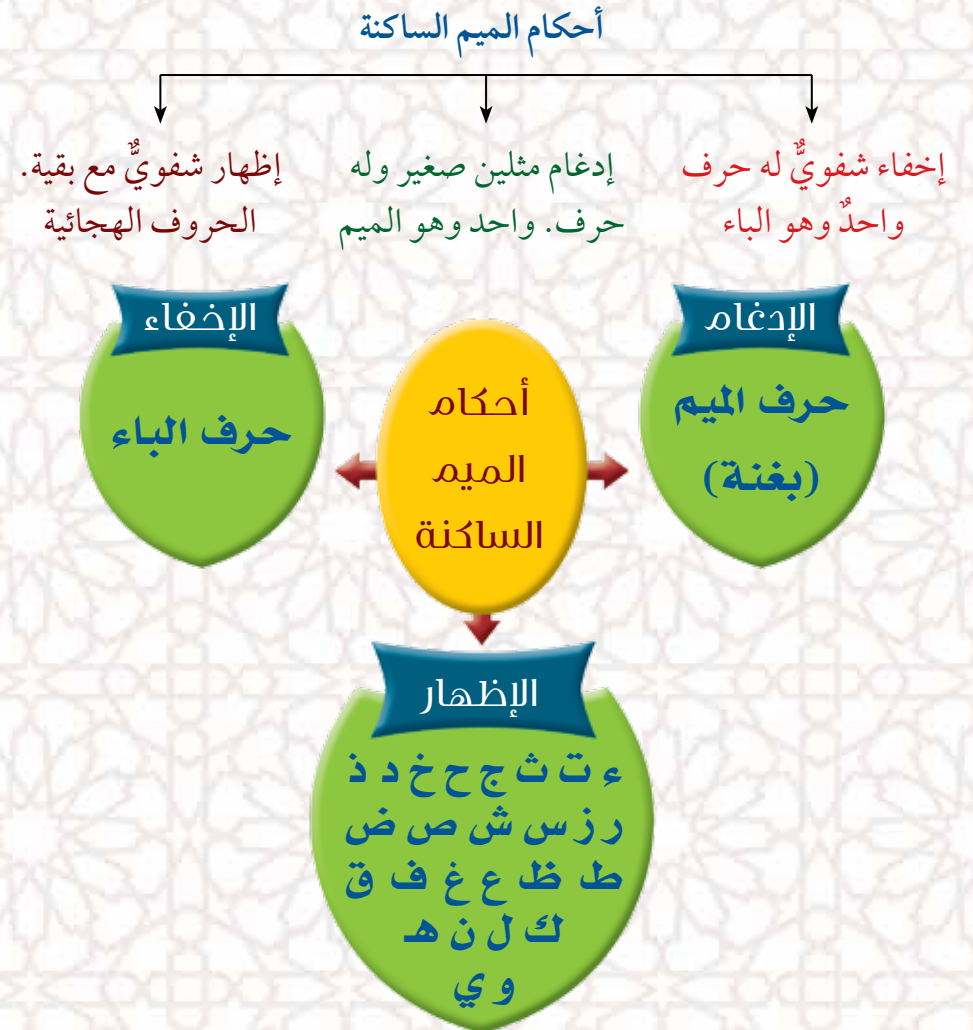 أحكام الميم الساكنة
إخفاء شفويٌّ له حرف
واحدٌ وهو الباء
إدغام مثلين صغير وله
حرف. واحد وهو الميم
إظهار شفويٌّ مع بقية.
الحروف الهجائية
الإدغام
حرف الميم
(بغنة)
أحكام
الميم
الساكنة
الإخفاء
حرف الباء
الإظهار
ء ت ث ج ح خ د ذ
ر ز س ش ص ض
ط ظ ع غ ف ق
ك ل ن هـ
و ي